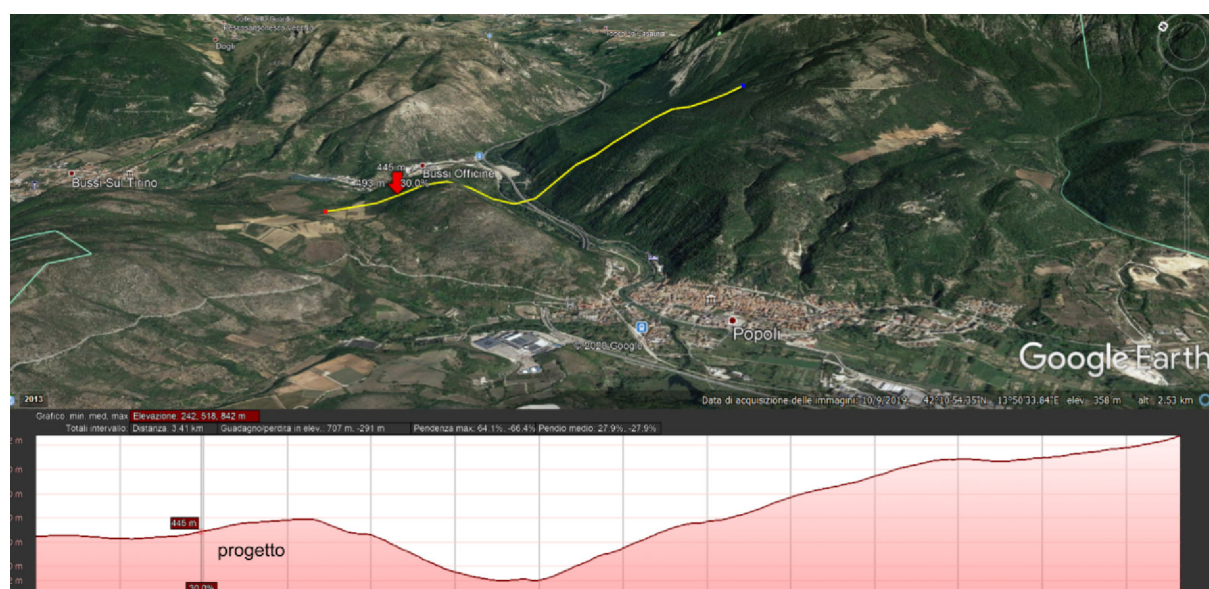 Bussi Sul Tirino
445 m
493 m
30.0%
Bussi Officine
Popoli
© 2020 Google
Google Earth
2013
Data di acquisizione delle immagini: 10/9/2019 42°10'54.35"N 13°50'33.84"E elev 358 m alt 2.53 km
Grafico: min, med, max Elevazione: 242, 518, 842 m
Totali intervallo: Distanza: 3.41 km Guadagno/perdita in elev.: 707 m, -291 m Pendenza max: 64.1%, -66.4% Pendio medio: 27.9%, -27.9%
445 m
progetto
30.0%